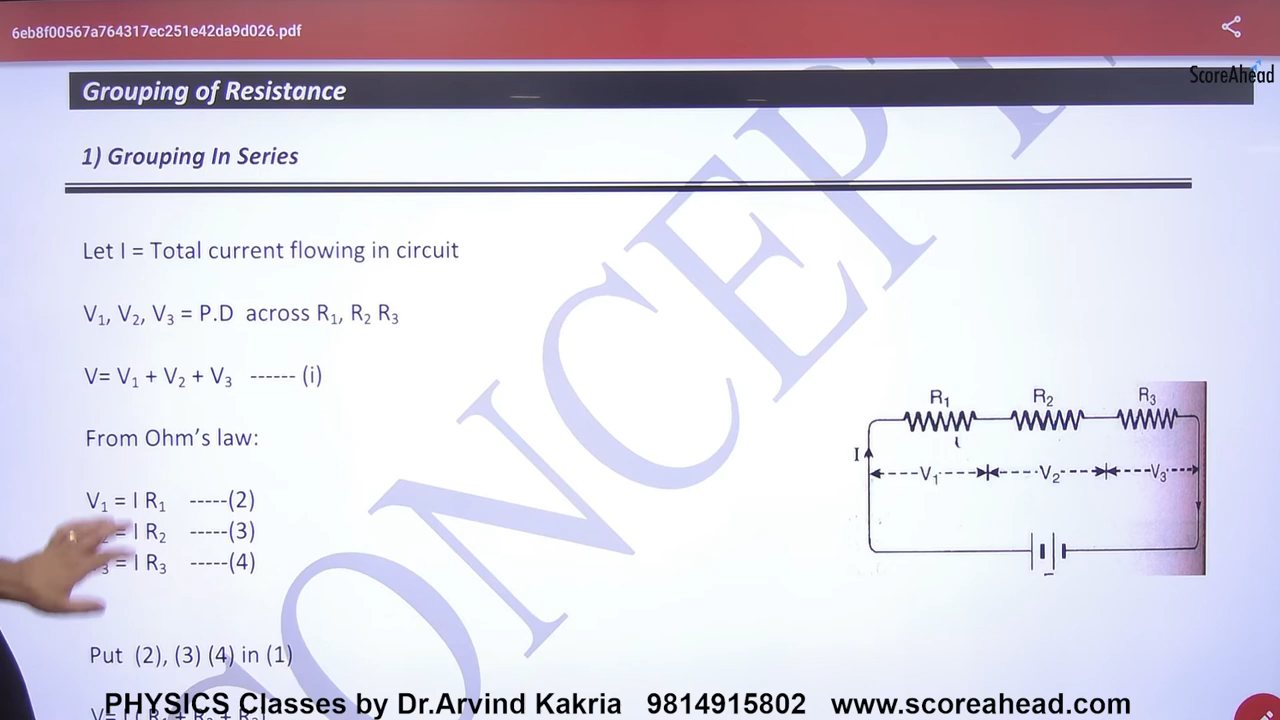 6eb8f00567a764317ec251e42da9d026.pdf
ScoreAhead
Grouping of Resistance
1) Grouping In Series
Let I = Total current flowing in circuit
V₁, V₂, V₃ = P.D across R₁, R₂ R₃
V= V₁ + V₂ + V₃ ------ (i)
From Ohm's law:
V₁ = I R₁ -----(2)
= I R₂ -----(3)
₃ = I R₃ -----(4)
Put (2), (3) (4) in (1)
R₁ R₂ R₃
I
V₁ V₂ V₃
ONCEPT
PHYSICS Classes by Dr.Arvind Kakria 9814915802 www.scoreahead.com